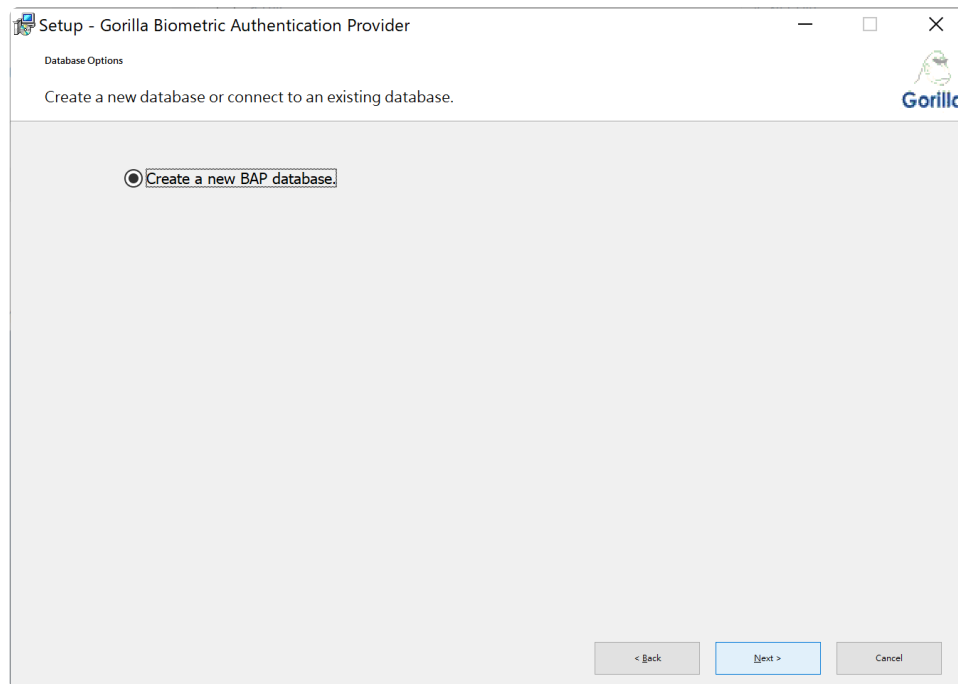 Setup - Gorilla Biometric Authentication Provider
Database Options
Create a new database or connect to an existing database.
Gorilla
Create a new BAP database.
< Back
Next >
Cancel